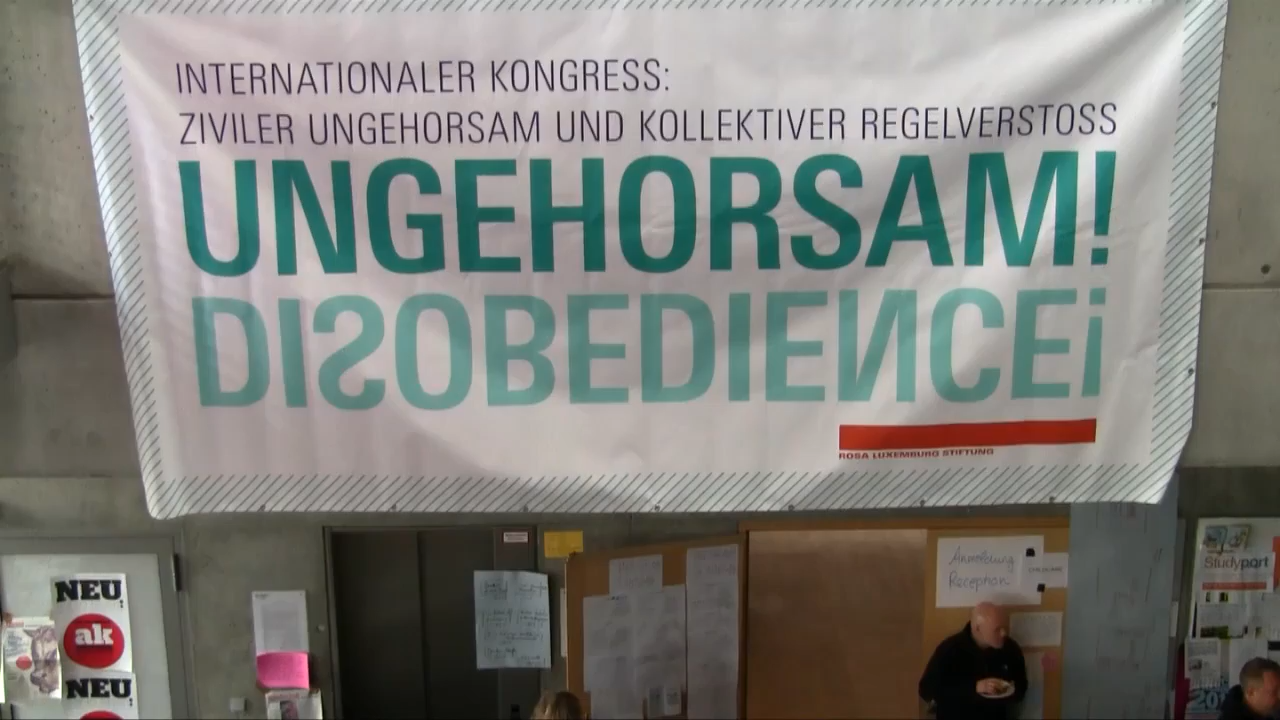 INTERNATIONALER KONGRESS:
ZIVILER UNGEHORSAM UND KOLLEKTIVER REGELVERSTOSS
UNGEHORSAM!
DISOBEDIENCE!
ROSA LUXEMBURG STIFTUNG
NEU
ak
NEU
Anmeldung
Reception
Studyport